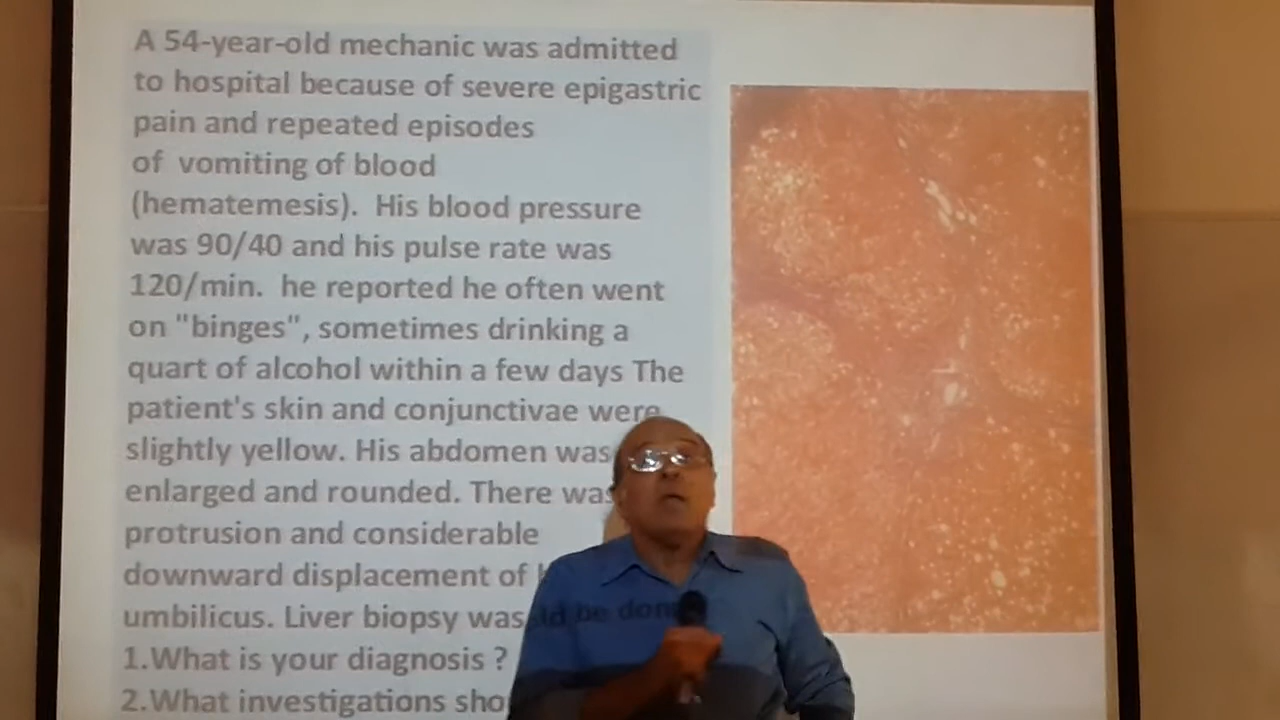 A 54-year-old mechanic was admitted
to hospital because of severe epigastric
pain and repeated episodes
of vomiting of blood
(hematemesis). His blood pressure
was 90/40 and his pulse rate was
120/min. he reported he often went
on "binges", sometimes drinking a
quart of alcohol within a few days The
patient's skin and conjunctivae were
slightly yellow. His abdomen was
enlarged and rounded. There was
protrusion and considerable
downward displacement of
umbilicus. Liver biopsy was
1.What is your diagnosis ?
2.What investigations